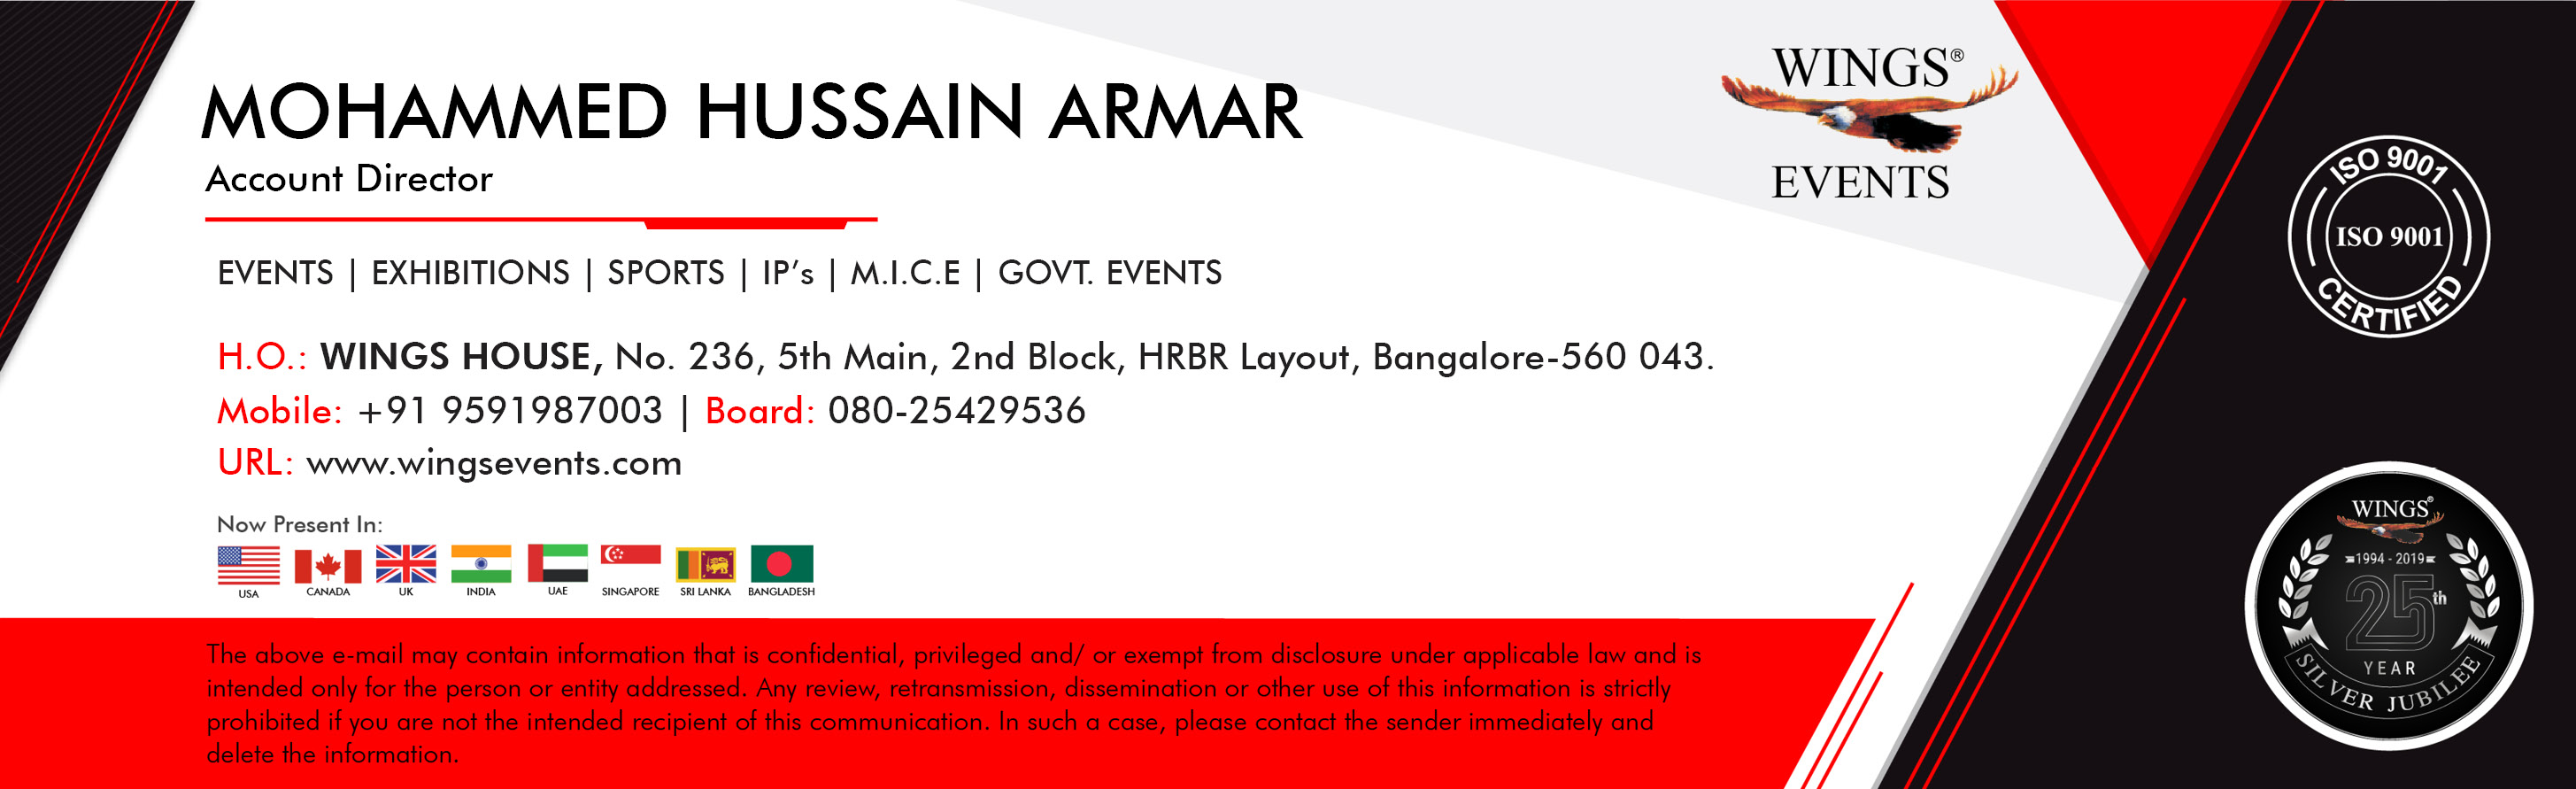 MOHAMMED HUSSAIN ARMAR
Account Director
EVENTS | EXHIBITIONS | SPORTS | IP’s | M.I.C.E | GOVT. EVENTS
H.O.: WINGS HOUSE, No. 236, 5th Main, 2nd Block, HRBR Layout, Bangalore-560 043.
Mobile: +91 9591987003 | Board: 080-25429536
URL: www.wingsevents.com
Now Present In:
USA CANADA UK INDIA UAE SINGAPORE SRI LANKA BANGLADESH
The above e-mail may contain information that is confidential, privileged and/ or exempt from disclosure under applicable law and is
intended only for the person or entity addressed. Any review, retransmission, dissemination or other use of this information is strictly
prohibited if you are not the intended recipient of this communication. In such a case, please contact the sender immediately and
delete the information.
WINGS®
EVENTS
ISO 9001
ISO 9001
CERTIFIED
WINGS®
1994 - 2019
25th
YEAR
SILVER JUBILEE